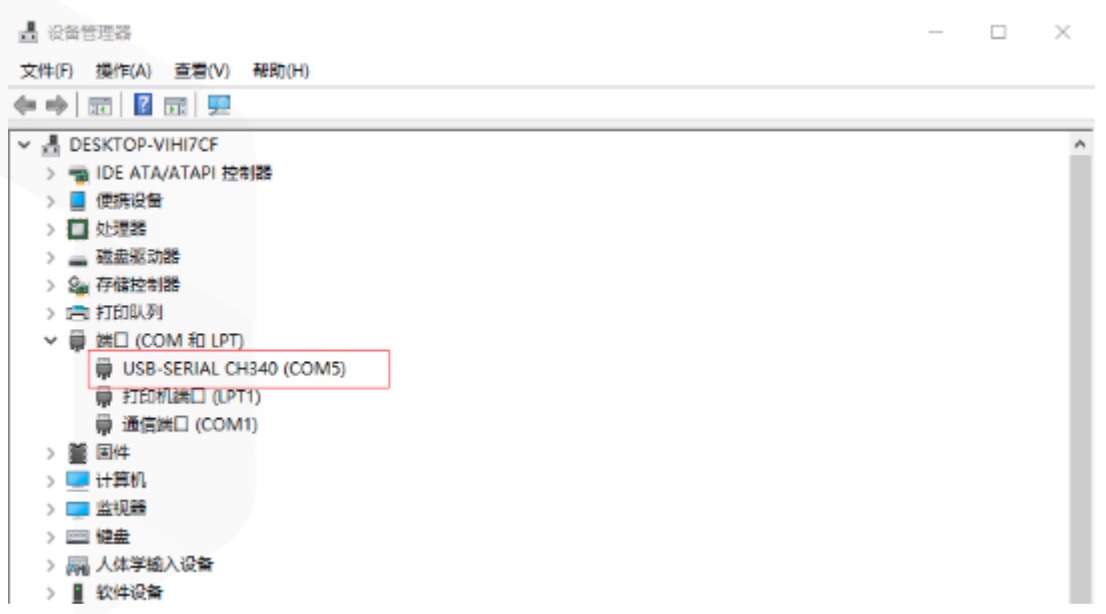 设备管理器
文件(F) 操作(A) 查看(V) 帮助(H)
DESKTOP-VIHI7CF
IDE ATA/ATAPI 控制器
便携设备
处理器
磁盘驱动器
存储控制器
打印队列
端口 (COM 和 LPT)
USB-SERIAL CH340 (COM5)
打印机端口 (LPT1)
通信端口 (COM1)
固件
计算机
监视器
键盘
人体学输入设备
软件设备